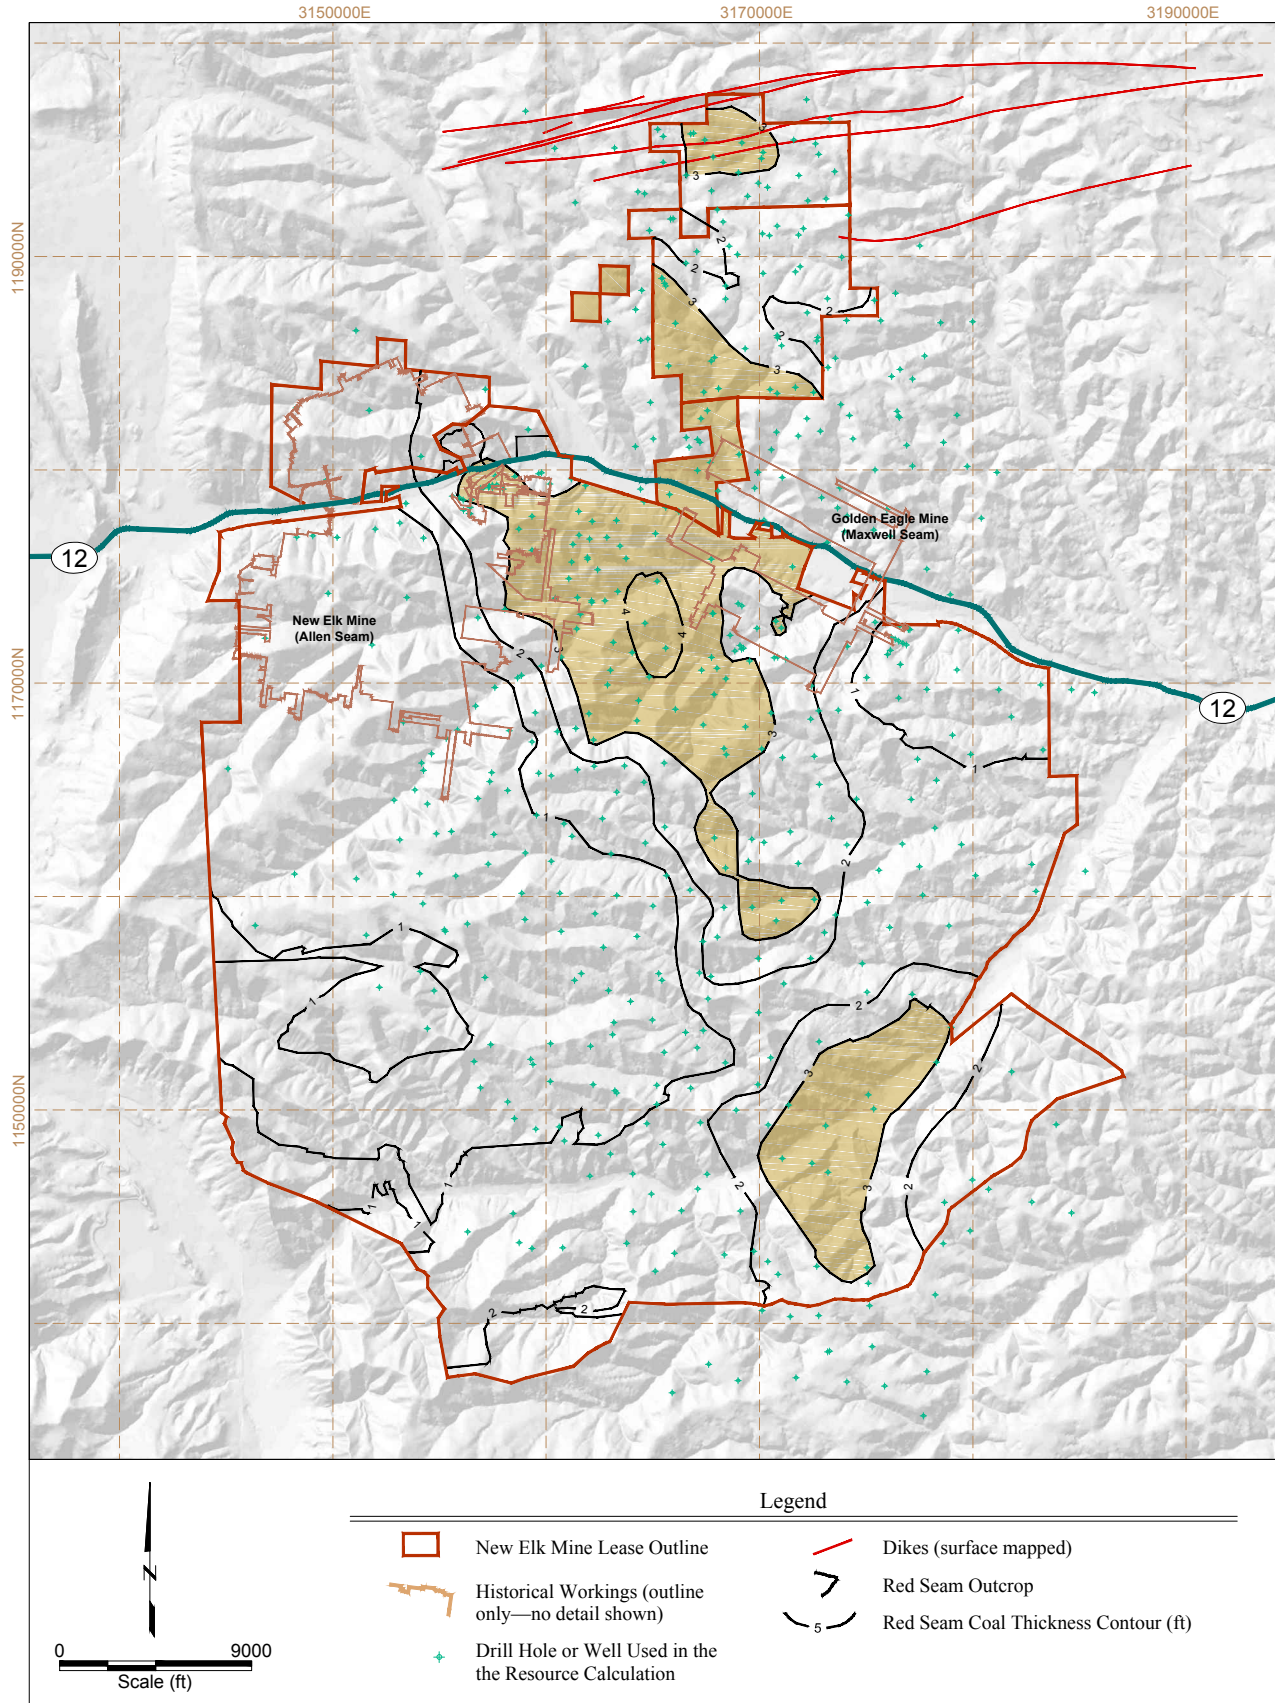 3150000E
3170000E
3190000E
1190000N
1170000N
1150000N
3
3
2
2
3
2
2
3
Golden Eagle Mine
(Maxwell Seam)
12
New Elk Mine
(Allen Seam)
4
4
2
3
1
12
3
1
1
2
1
1
2
3
2
1
2
3
2
1
1
2
2
Legend
New Elk Mine Lease Outline
Historical Workings (outline
only—no detail shown)
Drill Hole or Well Used in the
the Resource Calculation
Dikes (surface mapped)
Red Seam Outcrop
5
Red Seam Coal Thickness Contour (ft)
N
0
9000
Scale (ft)